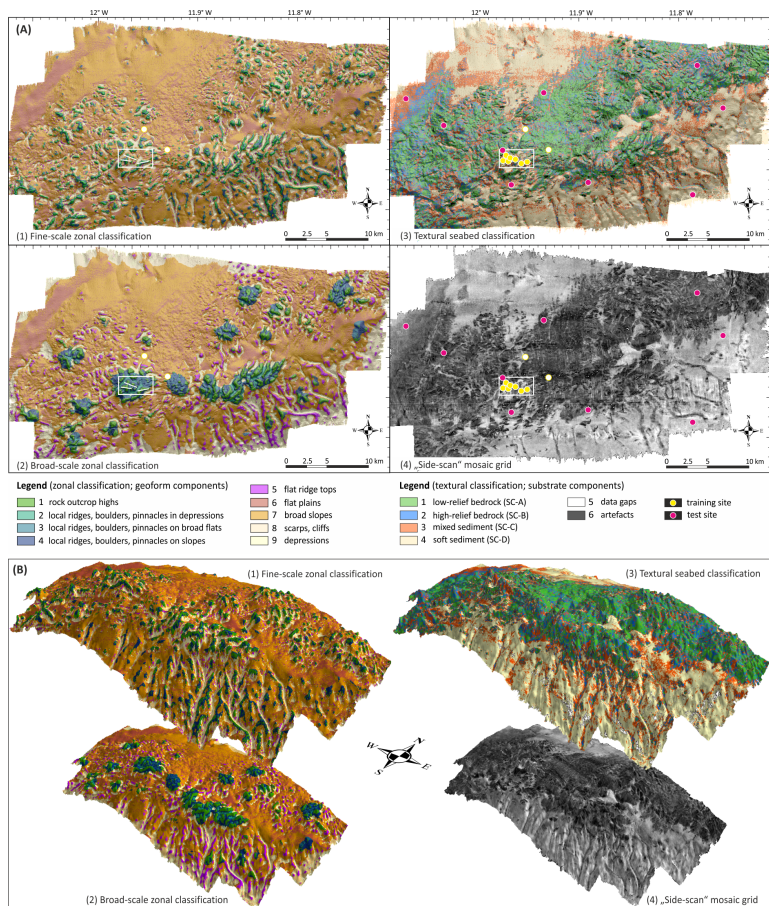 12°W 11.9°W 11.8°W 12°W 11.9°W 11.8°W
(A)
N
W E
S
0 2.5 5 10 km
(1) Fine-scale zonal classification
N
W E
S
0 2.5 5 10 km
(3) Textural seabed classification
N
W E
S
0 2.5 5 10 km
(2) Broad-scale zonal classification
N
W E
S
0 2.5 5 10 km
(4) „Side-scan“ mosaic grid
Legend (zonal classification; geoform components)
1 rock outcrop highs
2 local ridges, boulders, pinnacles in depressions
3 local ridges, boulders, pinnacles on broad flats
4 local ridges, boulders, pinnacles on slopes
5 flat ridge tops
6 flat plains
7 broad slopes
8 scarps, cliffs
9 depressions
Legend (textural classification; substrate components)
1 low-relief bedrock (SC-A)
2 high-relief bedrock (SC-B)
3 mixed sediment (SC-C)
4 soft sediment (SC-D)
5 data gaps
6 artefacts
training site
test site
(B)
(1) Fine-scale zonal classification
(3) Textural seabed classification
W N
S E
(2) Broad-scale zonal classification
(4) „Side-scan“ mosaic grid